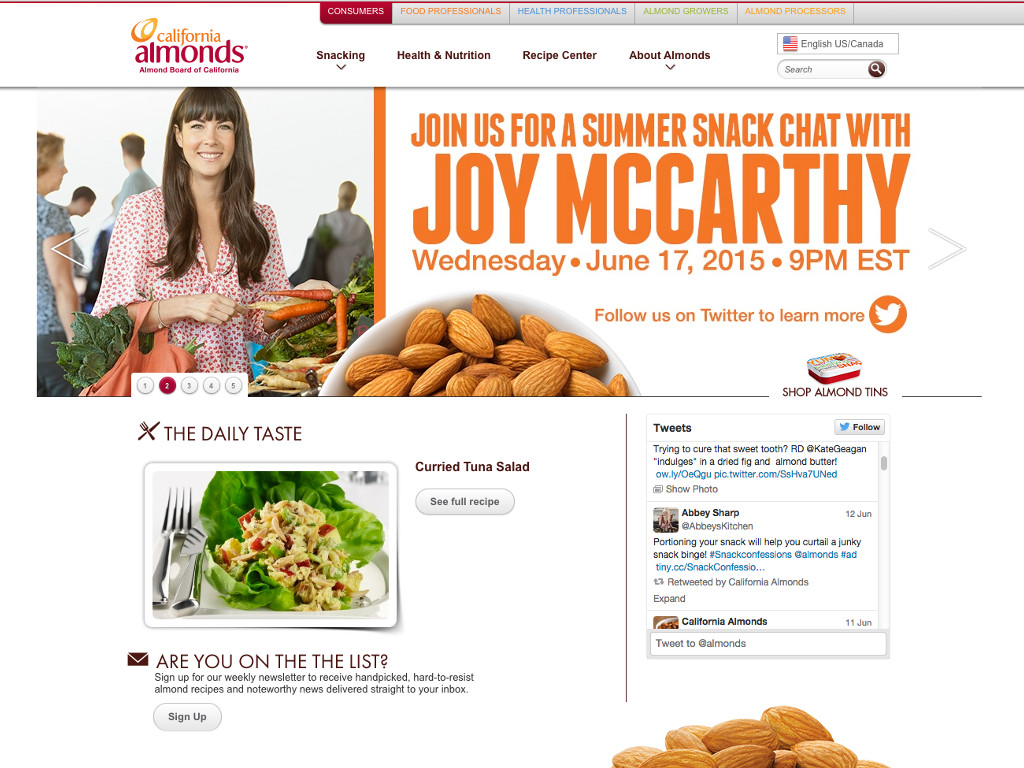 CONSUMERS
FOOD PROFESSIONALS
HEALTH PROFESSIONALS
ALMOND GROWERS
ALMOND PROCESSORS
california
almonds
Almond Board of California
Snacking
Health & Nutrition
Recipe Center
About Almonds
English US/Canada
Search
JOIN US FOR A SUMMER SNACK CHAT WITH
JOY MCCARTHY
Wednesday • June 17, 2015 • 9PM EST
Follow us on Twitter to learn more
1 2 3 4 5
SHOP ALMOND TINS
THE DAILY TASTE
Curried Tuna Salad
See full recipe
ARE YOU ON THE THE LIST?
Sign up for our weekly newsletter to receive handpicked, hard-to-resist
almond recipes and noteworthy news delivered straight to your inbox.
Sign Up
Tweets
Follow
Trying to cure that sweet tooth? RD @KateGeagan
"indulges" in a dried fig and almond butter!
ow.ly/OeQgu pic.twitter.com/SsHva7UNed
Show Photo
Abbey Sharp 12 Jun
@AbbeysKitchen
Portioning your snack will help you curtail a junky
snack binge! #Snackconfessions @almonds #ad
tiny.cc/SnackConfessio…
Retweeted by California Almonds
Expand
California Almonds 11 Jun
Tweet to @almonds